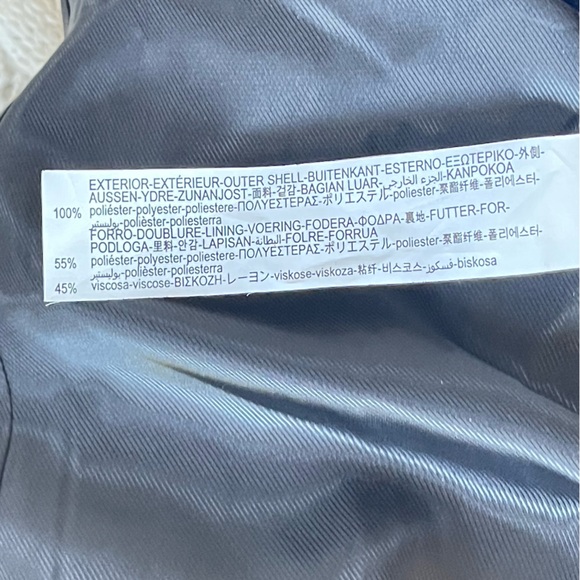 EXTERIOR-EXTÉRIEUR-OUTER SHELL-BUITENKANT-ESTERNO-ΕΞΩΤΕΡΙΚΟ-外側-
AUSSEN-YDRE-ZUNANJOST-面料-겉감-BAGIAN LUAR-الجزء الخارجي-KANPOKOA
100% poliéster-polyester-poliestere-ΠΟΛΥΕΣΤΕΡΑΣ-ポリエステル-poliester-聚酯纤维-폴리에스터-
بوليستير-polièster-poliesterra
FORRO-DOUBLURE-LINING-VOERING-FODERA-ΦΟΔΡΑ-裏地-FUTTER-FOR-
PODLOGA-里料-안감-LAPISAN-البطانة-FOLRE-FORRUA
55% poliéster-polyester-poliestere-ΠΟΛΥΕΣΤΕΡΑΣ-ポリエステル-poliester-聚酯纤维-폴리에스터-
بوليستير-polièster-poliesterra
45% viscosa-viscose-ΒΙΣΚΟΖΗ-レーヨン-viskose-viskoza-粘纤-비스코스-فسكوز-biskosa